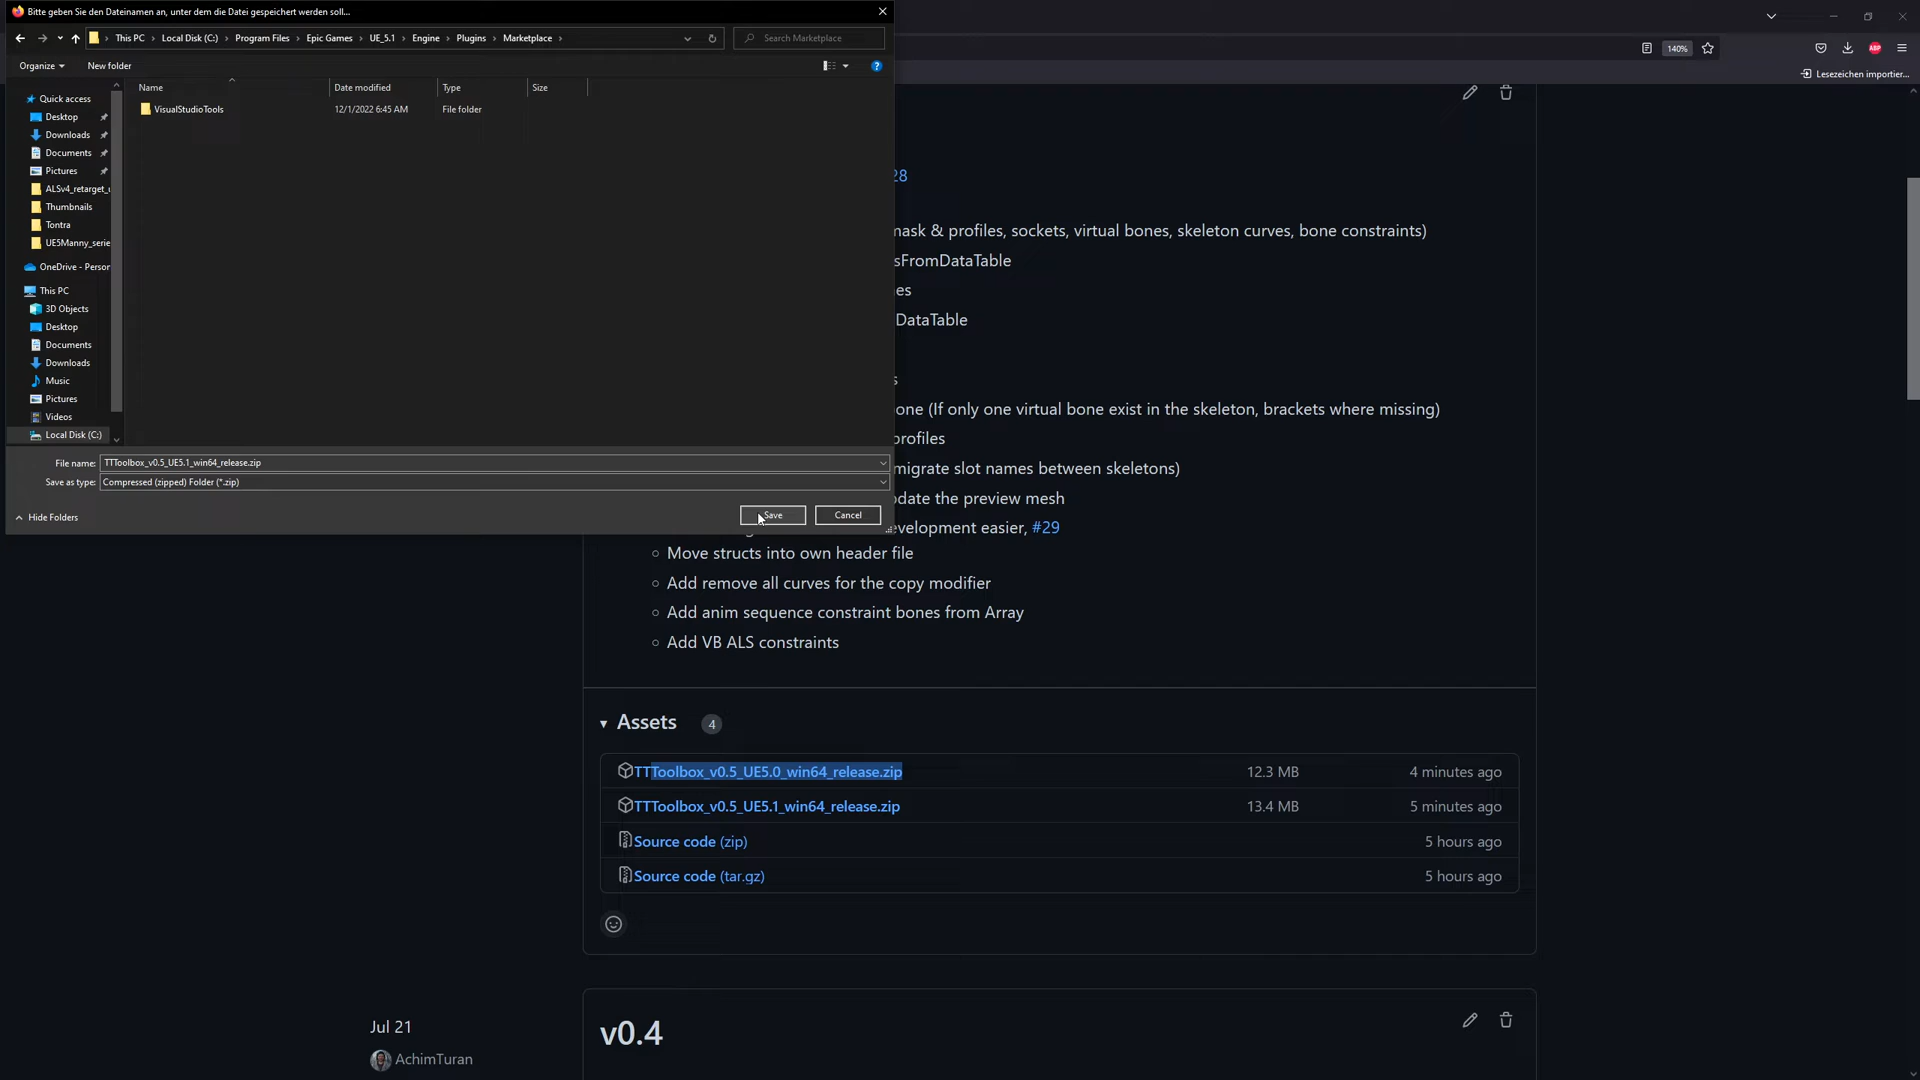 Bitte geben Sie den Dateinamen an, unter dem die Datei gespeichert werden soll...
This PC > Local Disk (C:) > Program Files > Epic Games > UE_5.1 > Engine > Plugins > Marketplace >
Search Marketplace
140%
ABP
Organize
New folder
Lesezeichen importier...
Quick access
Desktop
Downloads
Documents
Pictures
ALSv4_retarget_
Thumbnails
Tontra
UE5Manny_serie
OneDrive - Person
This PC
3D Objects
Desktop
Documents
Downloads
Music
Pictures
Videos
Local Disk (C:)
Name
Date modified
Type
Size
VisualStudioTools
12/1/2022 6:45 AM
File folder
File name:
TTToolbox_v0.5_UE5.1_win64_release.zip
Save as type:
Compressed (zipped) Folder (*.zip)
Hide Folders
Save
Cancel
28
mask & profiles, sockets, virtual bones, skeleton curves, bone constraints)
sFromDataTable
es
DataTable
s
one (If only one virtual bone exist in the skeleton, brackets where missing)
profiles
migrate slot names between skeletons)
pdate the preview mesh
evelopment easier, #29
Move structs into own header file
Add remove all curves for the copy modifier
Add anim sequence constraint bones from Array
Add VB ALS constraints
Assets 4
TTToolbox_v0.5_UE5.0_win64_release.zip
12.3 MB
4 minutes ago
TTToolbox_v0.5_UE5.1_win64_release.zip
13.4 MB
5 minutes ago
Source code (zip)
5 hours ago
Source code (tar.gz)
5 hours ago
Jul 21
AchimTuran
v0.4